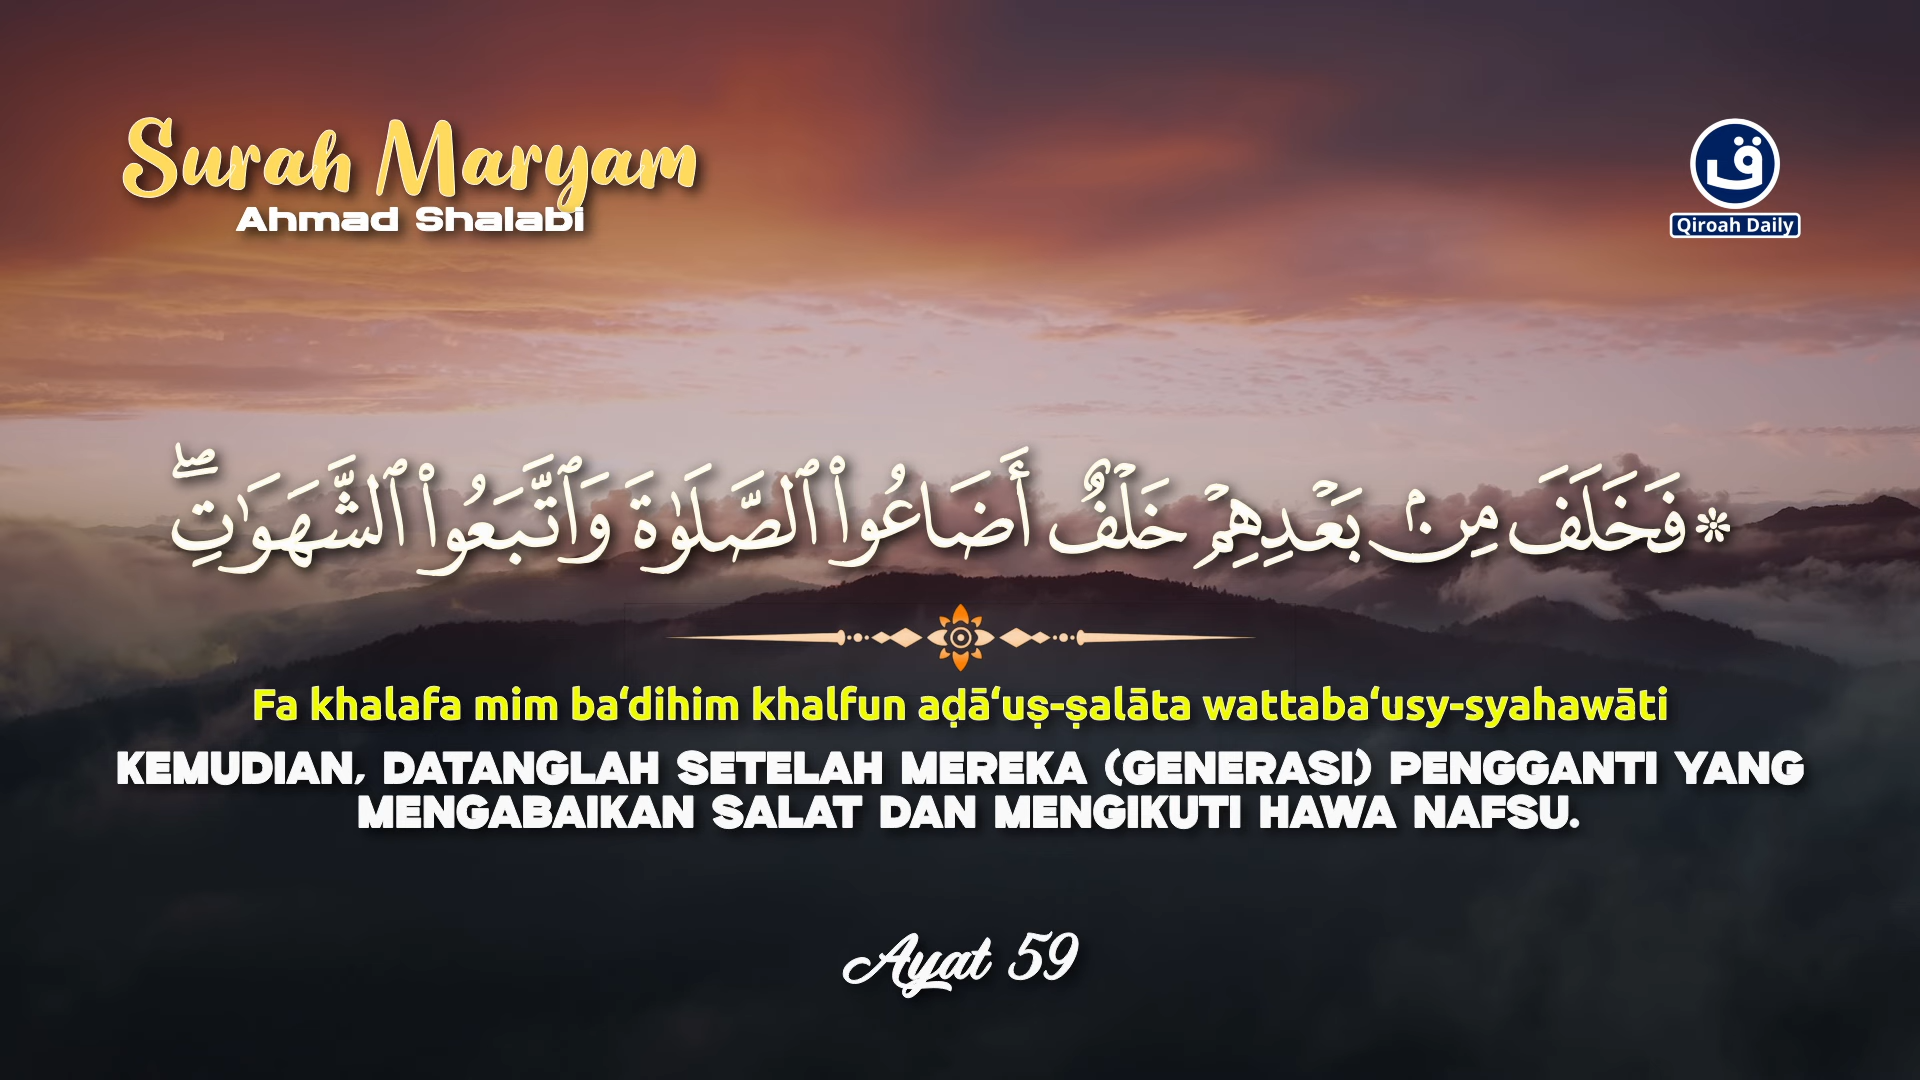 Surah Maryam
Ahmad Shalabi
ق
Qiroah Daily
۞ فَخَلَفَ مِنۢ بَعْدِهِمْ خَلْفٌ أَضَاعُوا۟ ٱلصَّلَوٰةَ وَٱتَّبَعُوا۟ ٱلشَّهَوَٰتِ ۖ
Fa khalafa mim ba‘dihim khalfun aḍā‘uṣ-ṣalāta wattaba‘usy-syahawāti
KEMUDIAN, DATANGLAH SETELAH MEREKA (GENERASI) PENGGANTI YANG
MENGABAIKAN SALAT DAN MENGIKUTI HAWA NAFSU.
Ayat 59